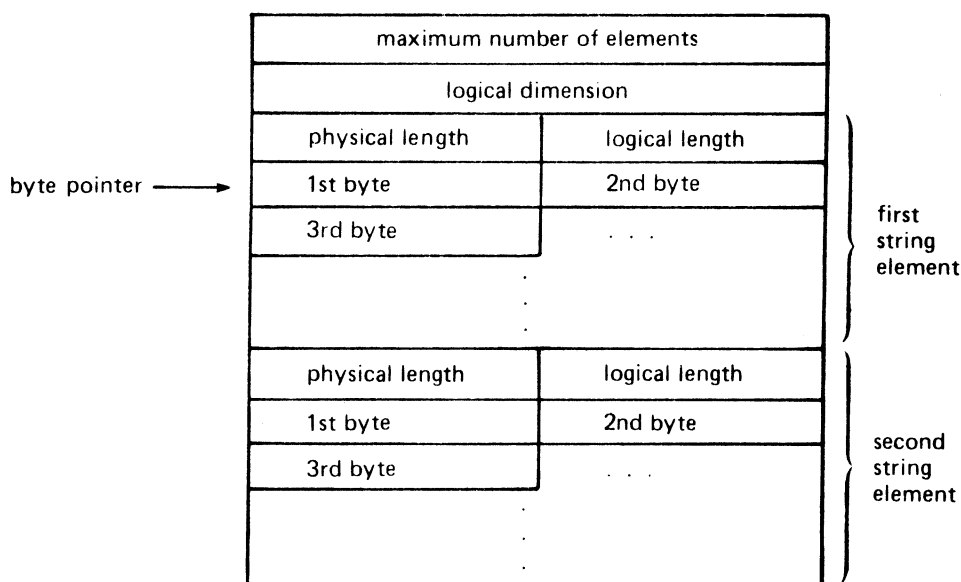 maximum number of elements
logical dimension
physical length logical length
byte pointer 1st byte 2nd byte
3rd byte . . .
first
string
element
physical length logical length
1st byte 2nd byte
3rd byte . . .
second
string
element